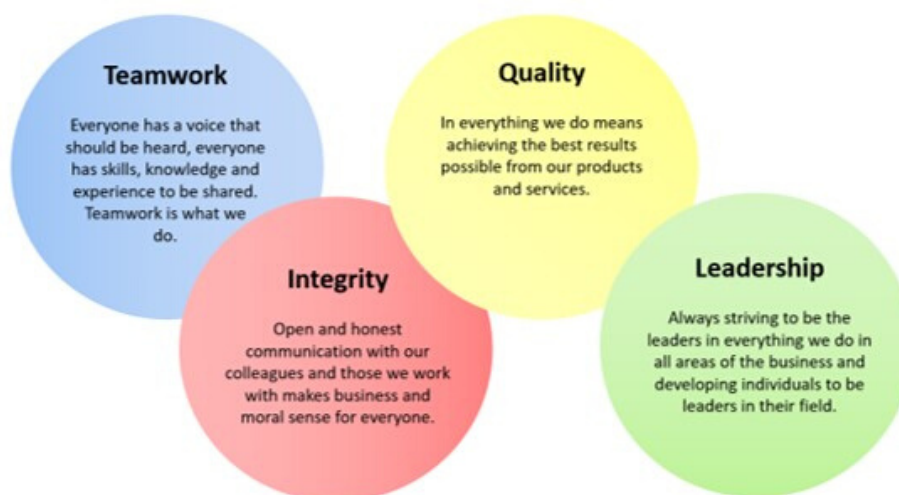 Teamwork
Everyone has a voice that
should be heard, everyone
has skills, knowledge and
experience to be shared.
Teamwork is what we
do.
Integrity
Open and honest
communication with our
colleagues and those we work
with makes business and
moral sense for everyone.
Quality
In everything we do means
achieving the best results
possible from our products
and services.
Leadership
Always striving to be the
leaders in everything we do in
all areas of the business and
developing individuals to be
leaders in their field.